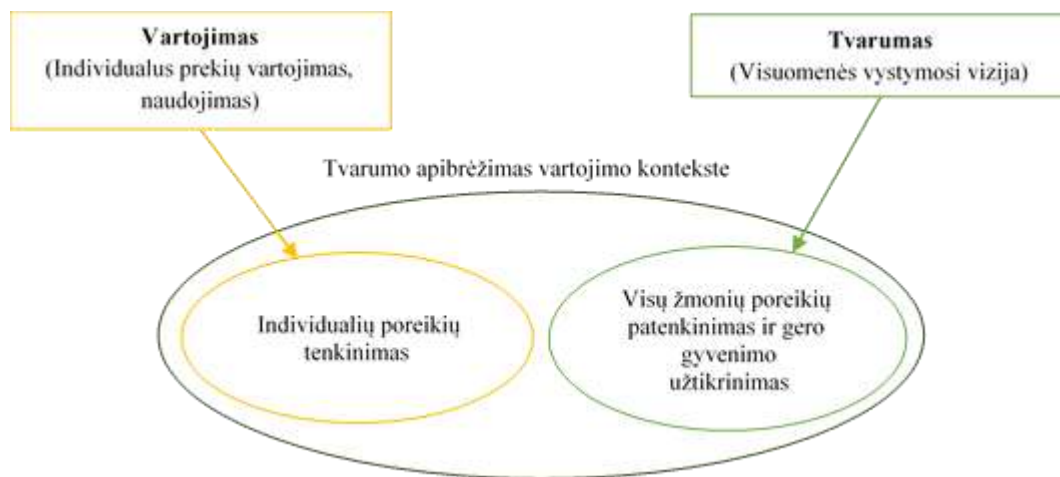 Vartojimas
(Individualus prekių vartojimas,
naudojimas)
Tvarumas
(Visuomenės vystymosi vizija)
Tvarumo apibrėžimas vartojimo kontekste
Individualių poreikių
tenkinimas
Visų žmonių poreikių
patenkinimas ir gero
gyvenimo
užtikrinimas